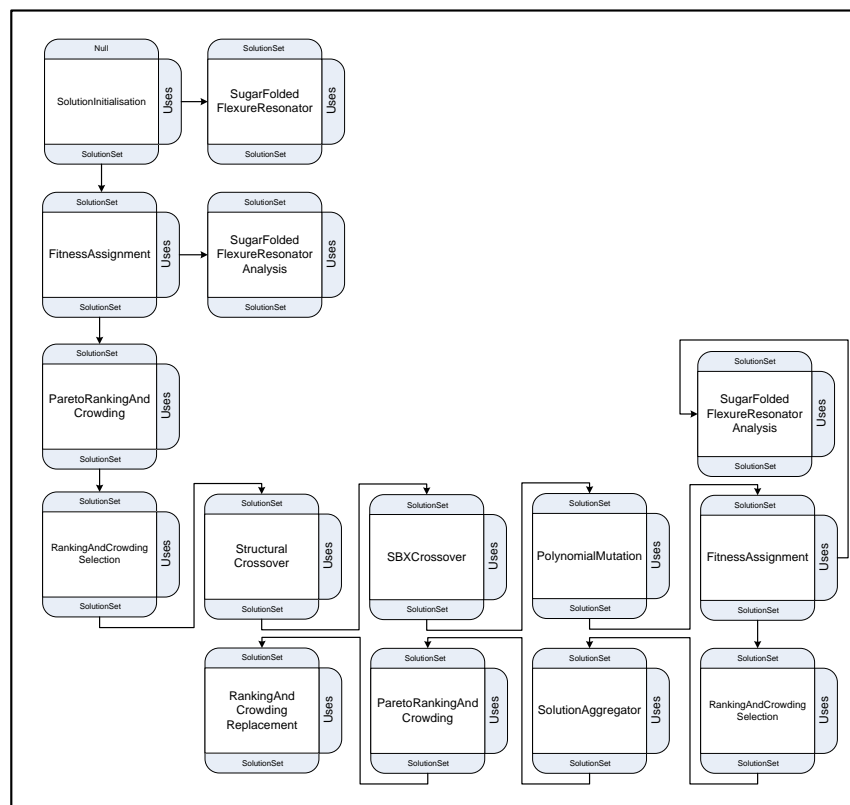 Null
SolutionInitialisation
Uses
SolutionSet
SolutionSet
SugarFolded
FlexureResonator
Uses
SolutionSet
SolutionSet
FitnessAssignment
Uses
SolutionSet
SolutionSet
SugarFolded
FlexureResonator
Analysis
Uses
SolutionSet
SolutionSet
ParetoRankingAnd
Crowding
Uses
SolutionSet
SolutionSet
SugarFolded
FlexureResonator
Analysis
Uses
SolutionSet
SolutionSet
RankingAndCrowding
Selection
Uses
SolutionSet
SolutionSet
Structural
Crossover
Uses
SolutionSet
SolutionSet
SBXCrossover
Uses
SolutionSet
SolutionSet
PolynomialMutation
Uses
SolutionSet
SolutionSet
FitnessAssignment
Uses
SolutionSet
SolutionSet
RankingAnd
Crowding
Replacement
Uses
SolutionSet
SolutionSet
ParetoRankingAnd
Crowding
Uses
SolutionSet
SolutionSet
SolutionAggregator
Uses
SolutionSet
SolutionSet
RankingAndCrowding
Selection
Uses
SolutionSet